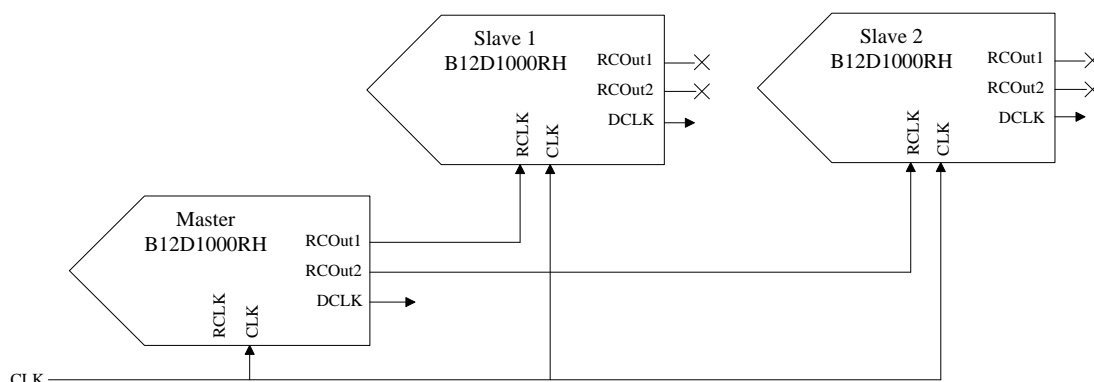 Slave 1
B12D1000RH
RCOut1
RCOut2
DCLK
RCLK
CLK
Slave 2
B12D1000RH
RCOut1
RCOut2
DCLK
RCLK
CLK
Master
B12D1000RH
RCOut1
RCOut2
DCLK
RCLK
CLK
CLK